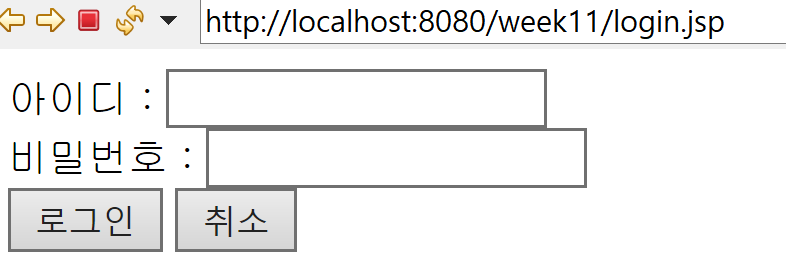 http://localhost:8080/week11/login.jsp
아이디 :
비밀번호 :
로그인 취소